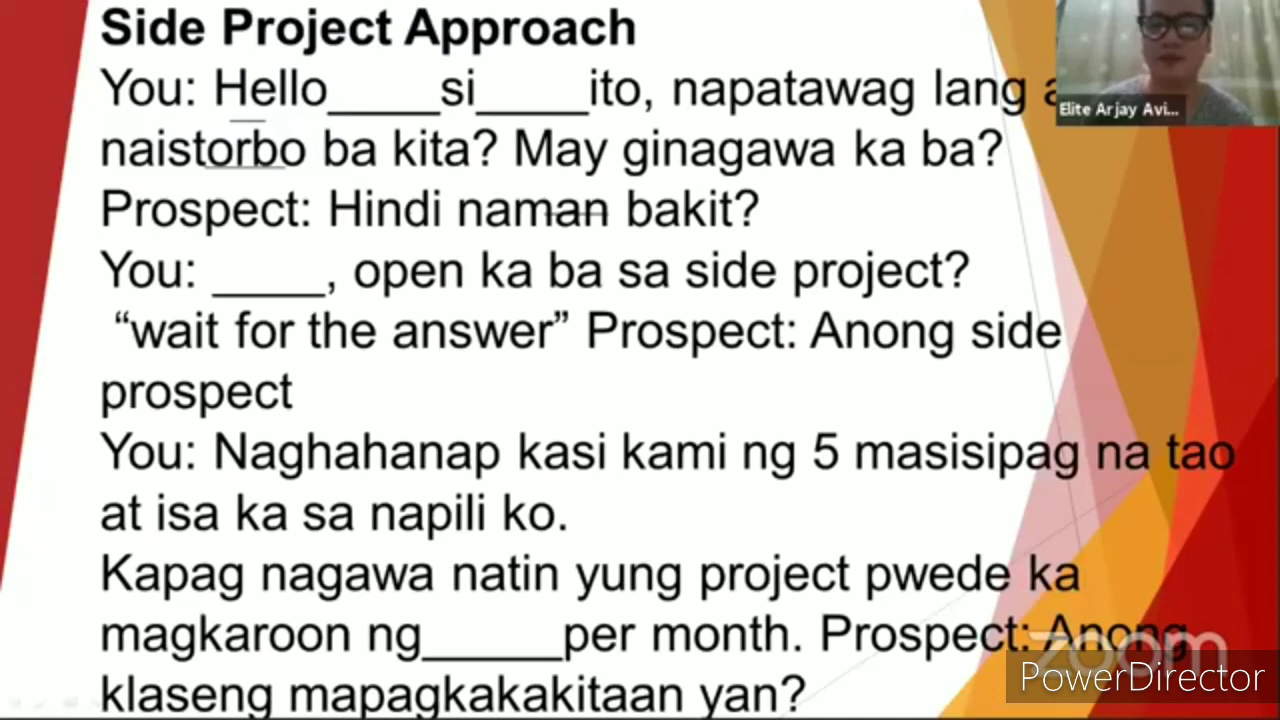 Side Project Approach
You: Hello____si____ito, napatawag lang
naistorbo ba kita? May ginagawa ka ba?
Prospect: Hindi naman bakit?
You: ____, open ka ba sa side project?
“wait for the answer” Prospect: Anong side
prospect
You: Naghahanap kasi kami ng 5 masisipag na tao
at isa ka sa napili ko.
Kapag nagawa natin yung project pwede ka
magkaroon ng_____per month. Prospect: Anong
klaseng mapagkakakitaan yan?
Elite Arjay Avi...
zoom
PowerDirector